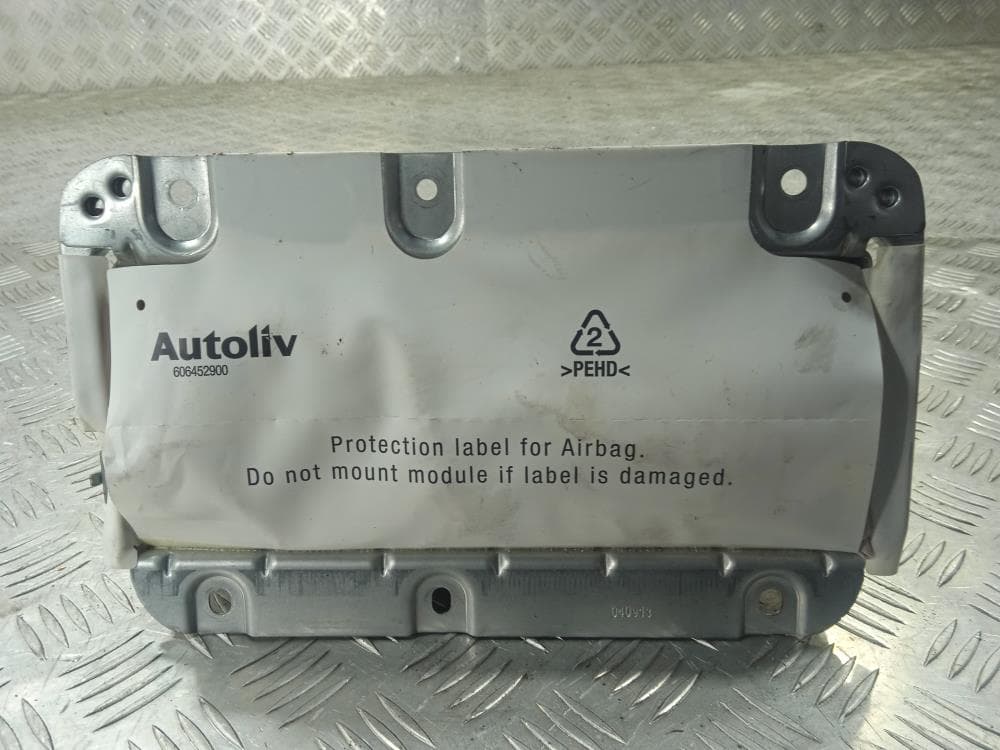 Autoliv
606452900
2
>PEHD<
Protection label for Airbag.
Do not mount module if label is damaged.